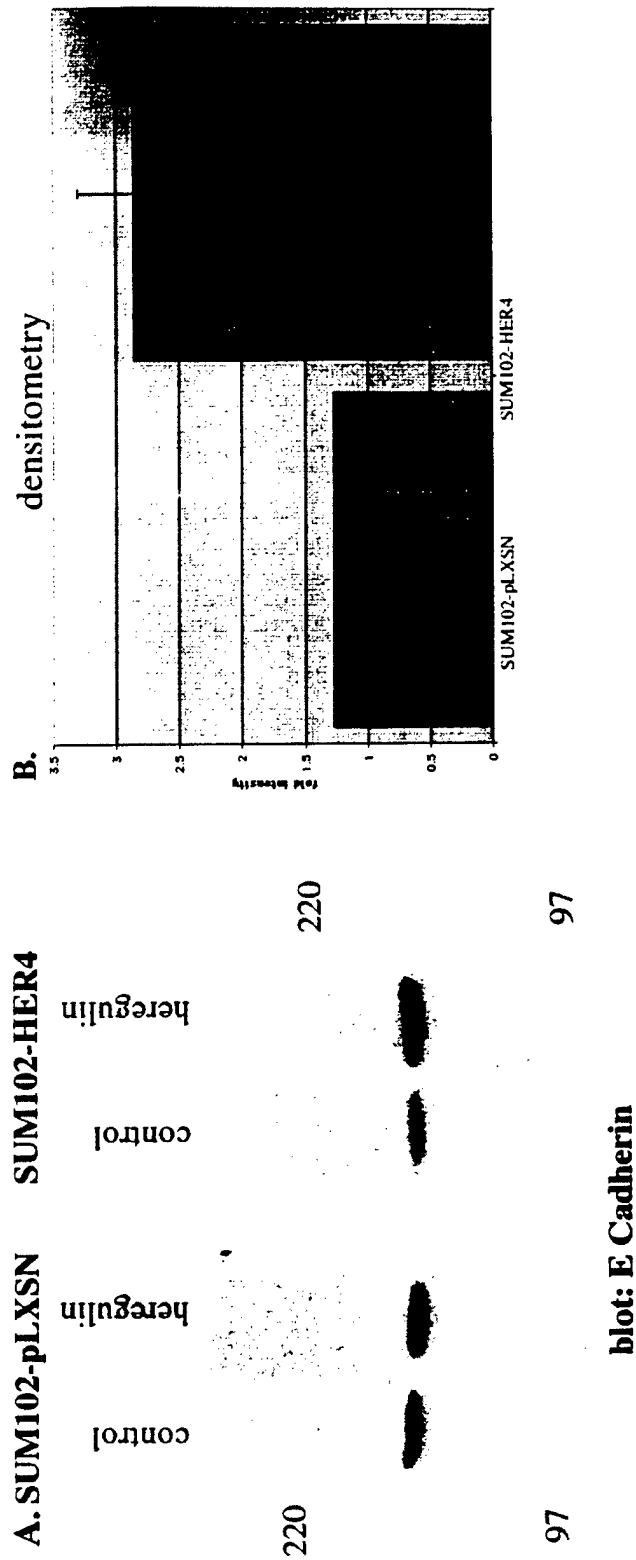 A. SUM102-pLXSN SUM102-HER4
control heregulin control heregulin
220 220
97 97
blot: E Cadherin
B. densitometry
fold intensity
3.5
3
2.5
2
1.5
1
0.5
0
SUM102-pLXSN SUM102-HER4